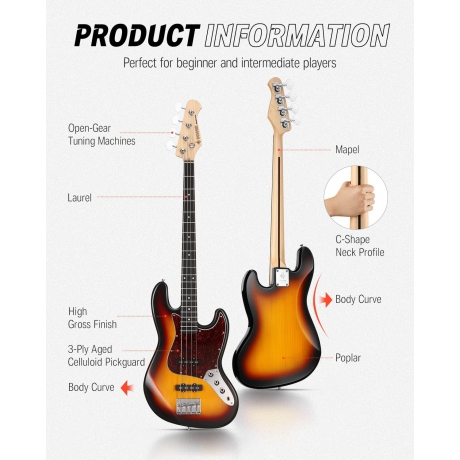 PRODUCT INFORMATION
Perfect for beginner and intermediate players
Open-Gear
Tuning Machines
Laurel
High
Gross Finish
3-Ply Aged
Celluloid Pickguard
Body Curve
Mapel
C-Shape
Neck Profile
Body Curve
Poplar